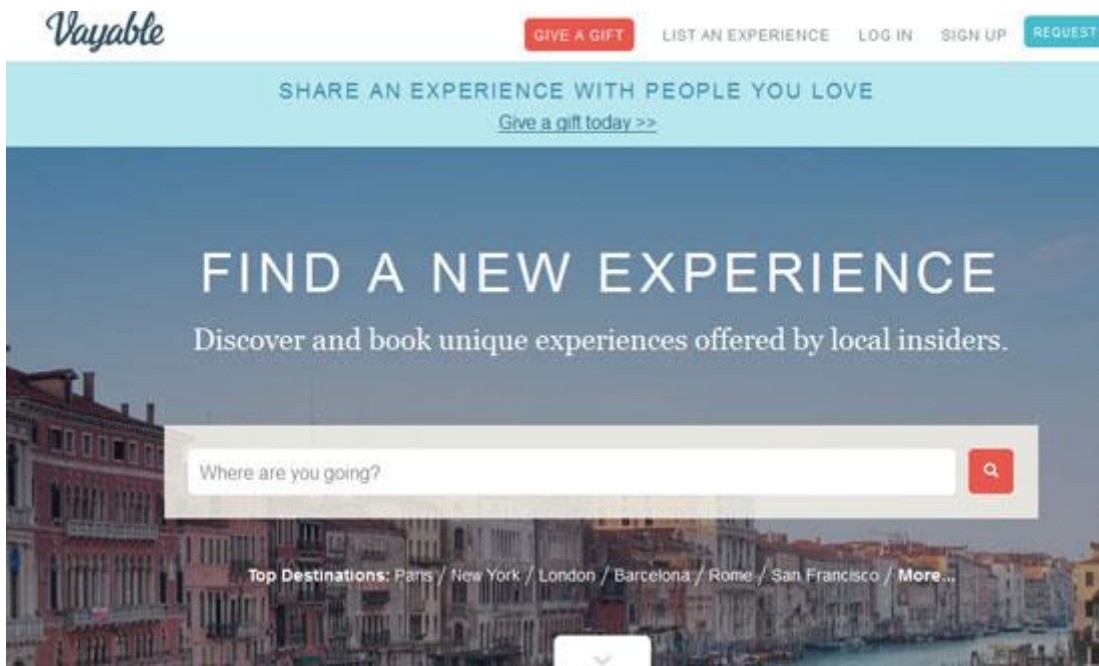 Vayable
GIVE A GIFT LIST AN EXPERIENCE LOG IN SIGN UP REQUEST
SHARE AN EXPERIENCE WITH PEOPLE YOU LOVE
Give a gift today >>
FIND A NEW EXPERIENCE
Discover and book unique experiences offered by local insiders.
Where are you going?
Top Destinations: Paris / New York / London / Barcelona / Rome / San Francisco / More...